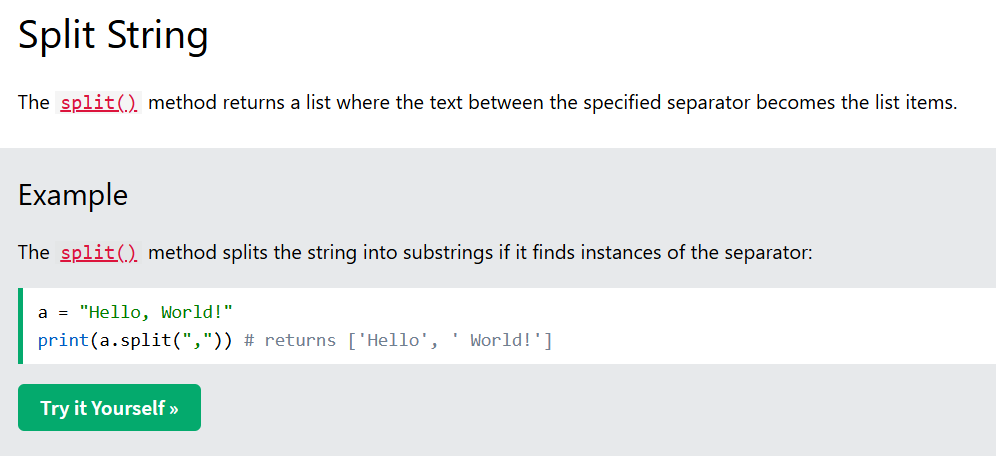 Split String
The split() method returns a list where the text between the specified separator becomes the list items.
Example
The split() method splits the string into substrings if it finds instances of the separator:
a = "Hello, World!"
print(a.split(",")) # returns ['Hello', ' World!']
Try it Yourself »